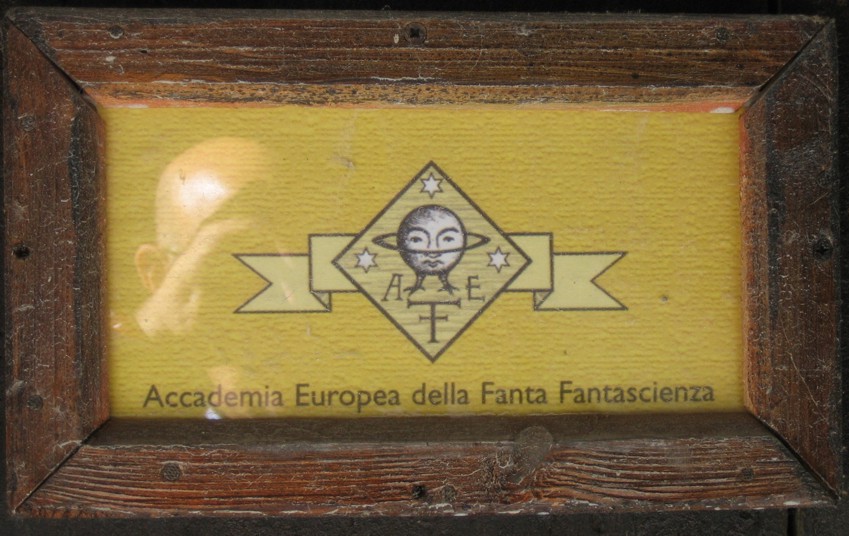 A E
F
Accademia Europea della Fanta Fantascienza